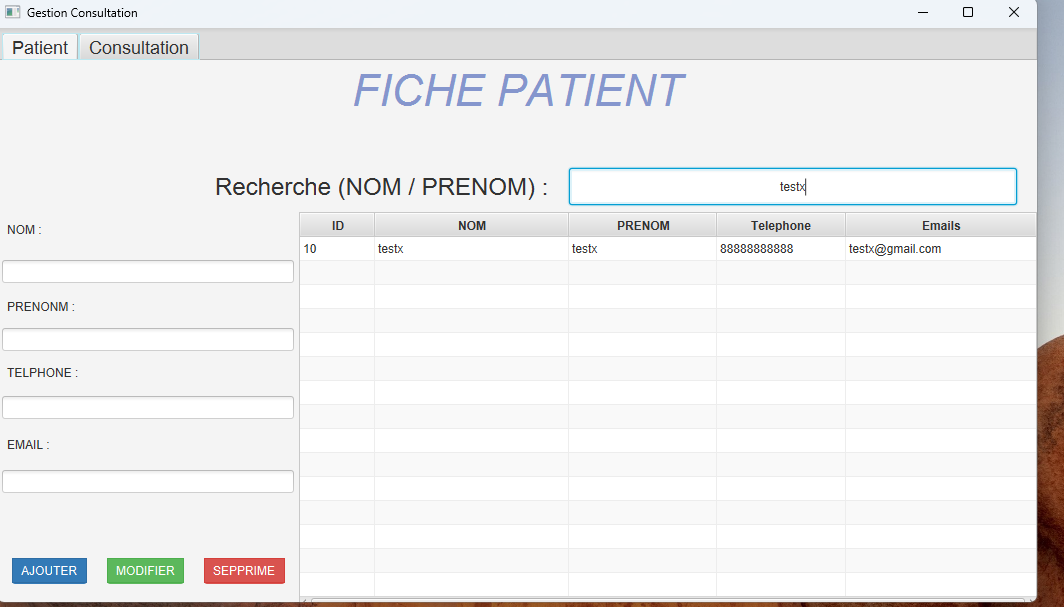 Gestion Consultation
Patient Consultation
FICHE PATIENT
Recherche (NOM / PRENOM) : testx
NOM :
PRENONM :
TELPHONE :
EMAIL :
AJOUTER MODIFIER SEPPRIME
ID NOM PRENOM Telephone Emails
10 testx testx 88888888888 testx@gmail.com